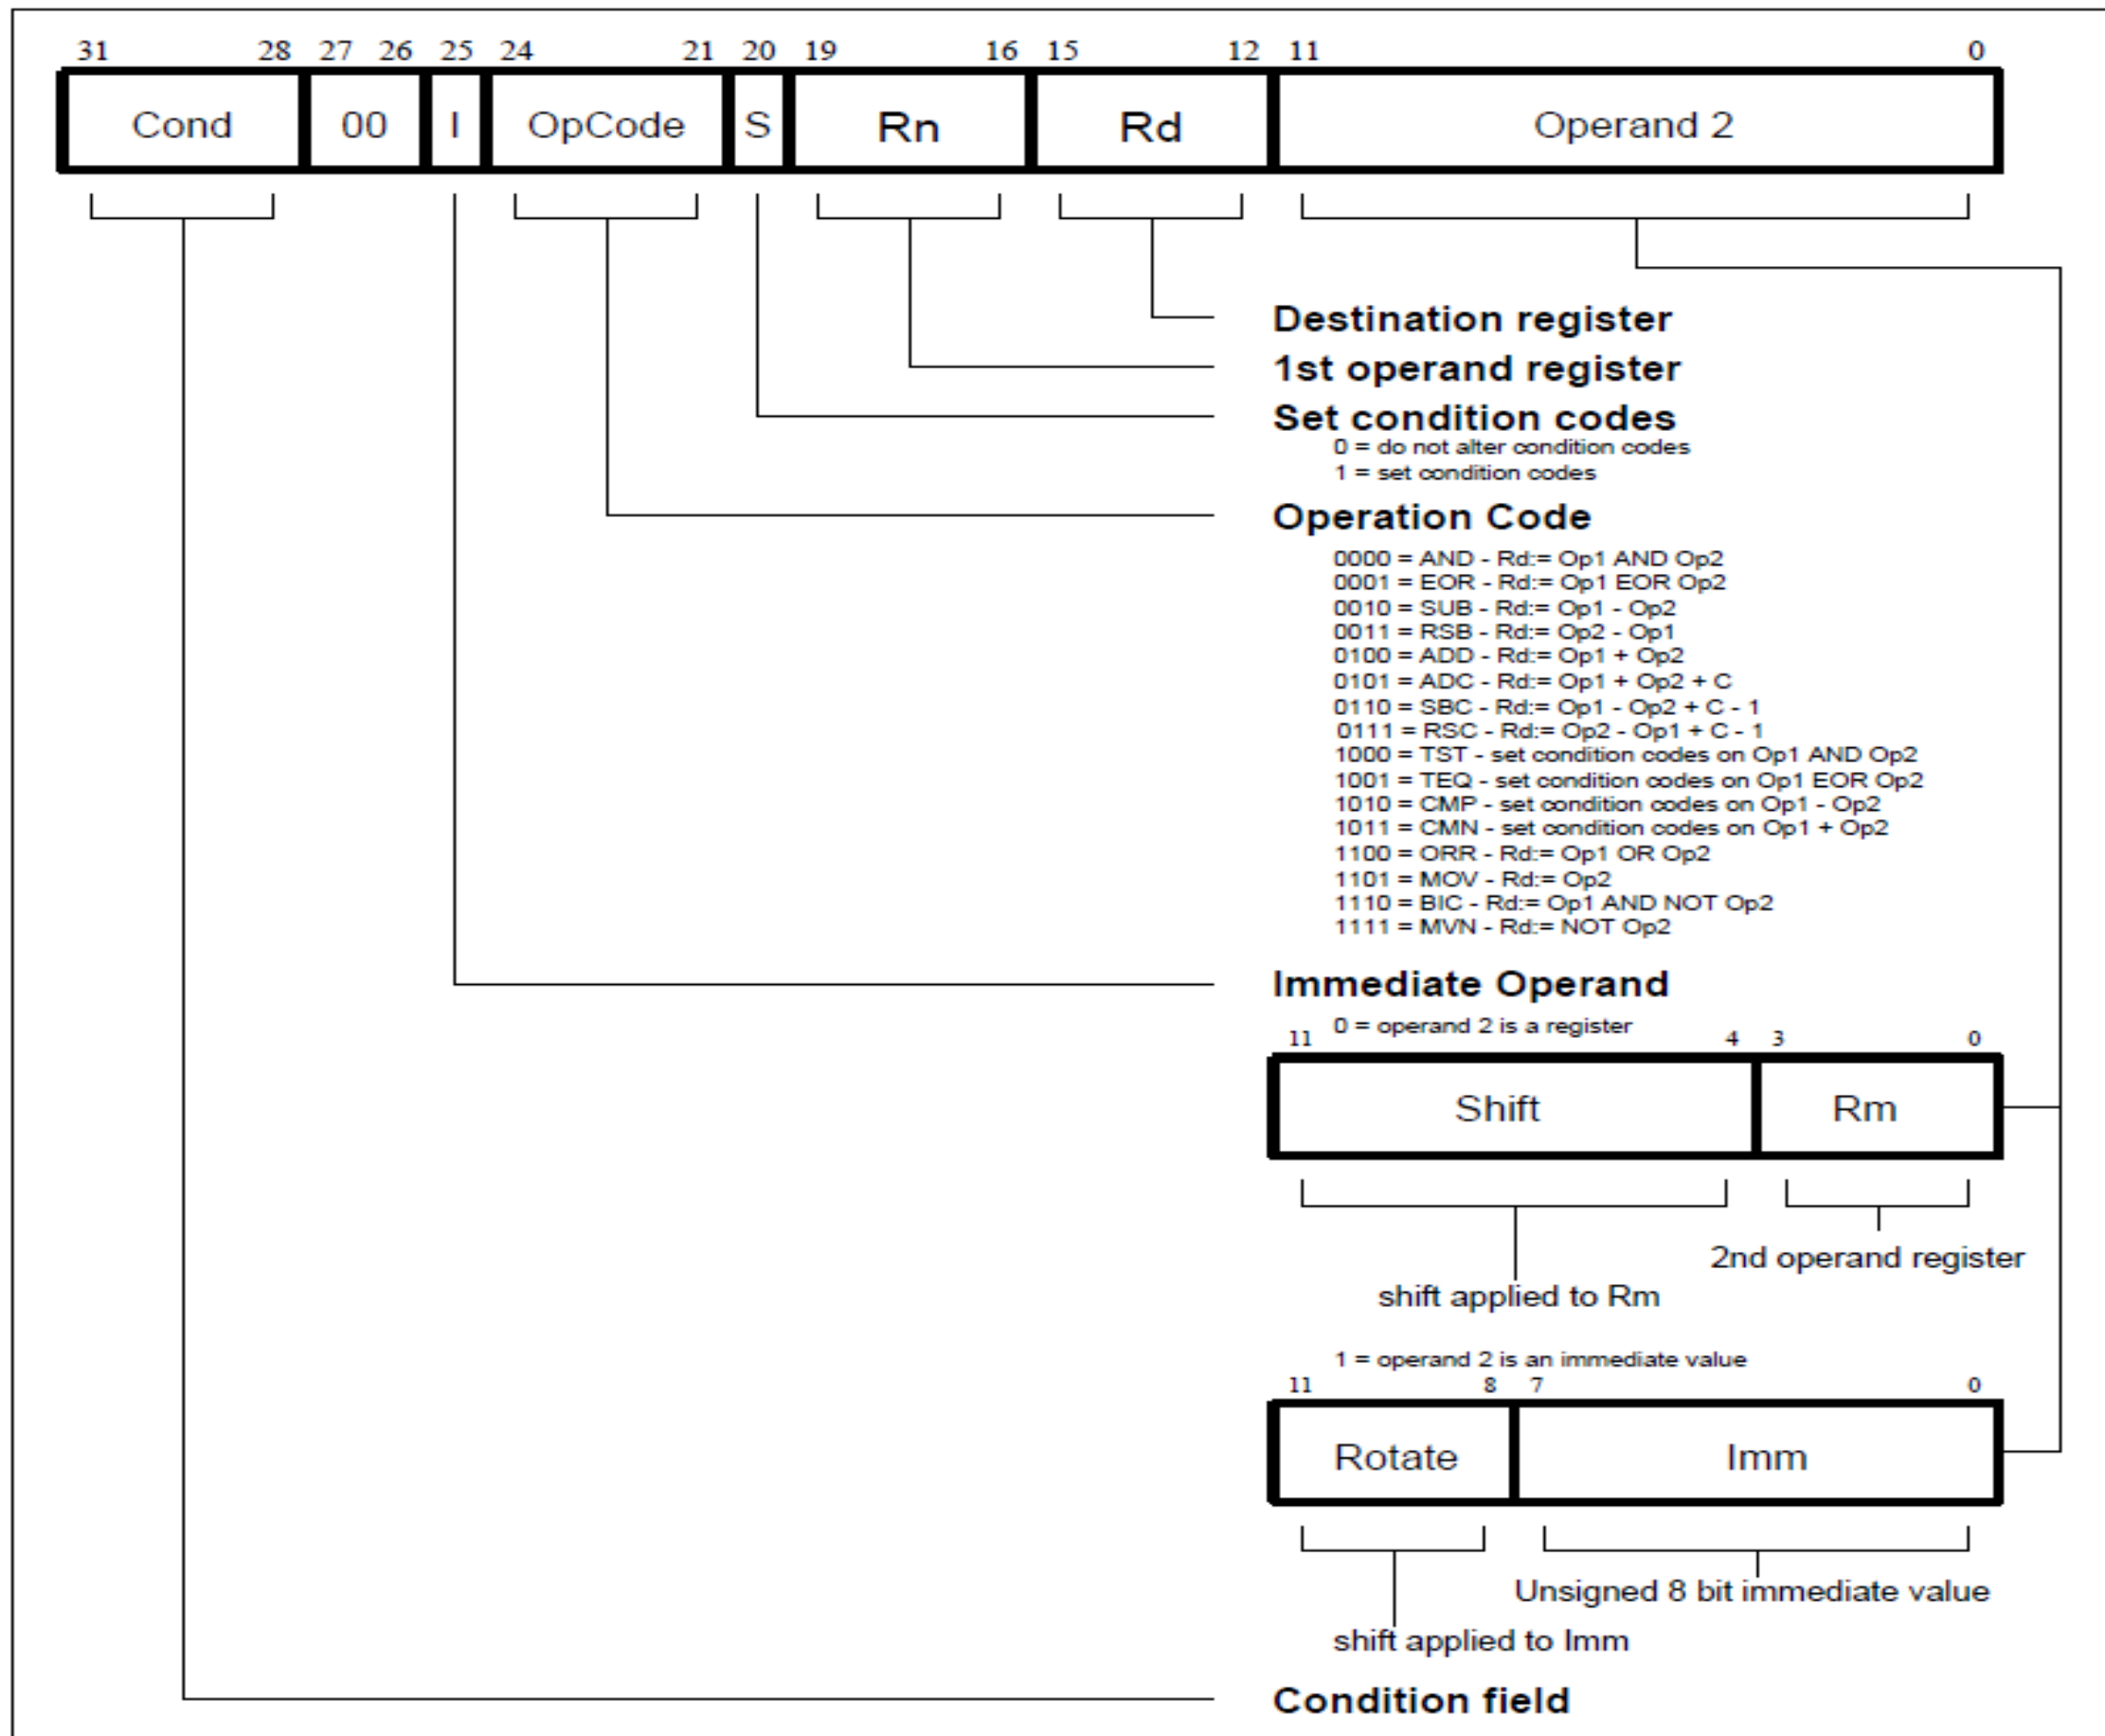 31 28 27 26 25 24 21 20 19 16 15 12 11 0
Cond 00 I OpCode S Rn Rd Operand 2
Destination register
1st operand register
Set condition codes
0 = do not alter condition codes
1 = set condition codes
Operation Code
0000 = AND - Rd:= Op1 AND Op2
0001 = EOR - Rd:= Op1 EOR Op2
0010 = SUB - Rd:= Op1 - Op2
0011 = RSB - Rd:= Op2 - Op1
0100 = ADD - Rd:= Op1 + Op2
0101 = ADC - Rd:= Op1 + Op2 + C
0110 = SBC - Rd:= Op1 - Op2 + C - 1
0111 = RSC - Rd:= Op2 - Op1 + C - 1
1000 = TST - set condition codes on Op1 AND Op2
1001 = TEQ - set condition codes on Op1 EOR Op2
1010 = CMP - set condition codes on Op1 - Op2
1011 = CMN - set condition codes on Op1 + Op2
1100 = ORR - Rd:= Op1 OR Op2
1101 = MOV - Rd:= Op2
1110 = BIC - Rd:= Op1 AND NOT Op2
1111 = MVN - Rd:= NOT Op2
Immediate Operand
0 = operand 2 is a register
11 4 3 0
Shift Rm
2nd operand register
shift applied to Rm
1 = operand 2 is an immediate value
11 8 7 0
Rotate Imm
Unsigned 8 bit immediate value
shift applied to Imm
Condition field